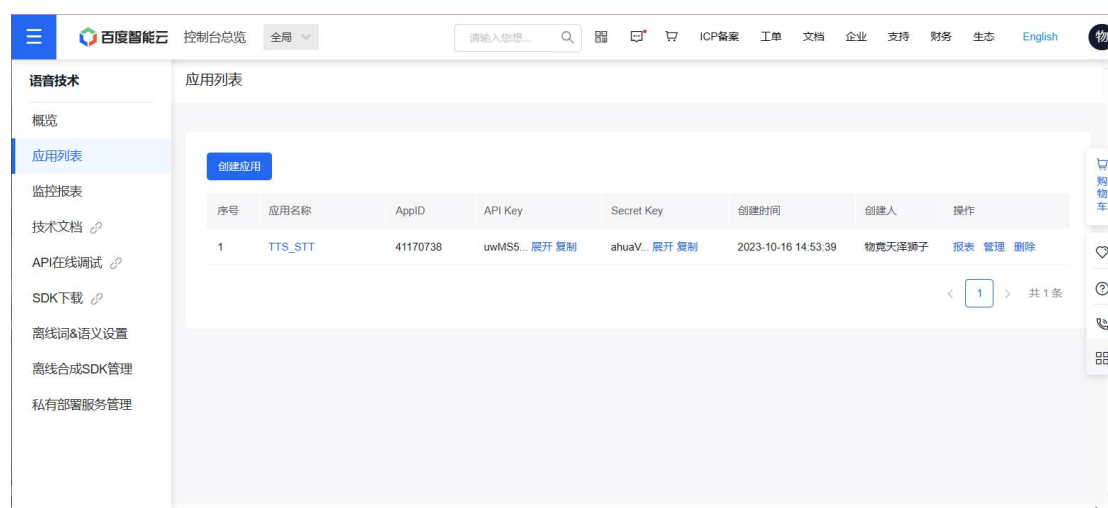 百度智能云 控制台总览 全局 请输入您想... ICP备案 工单 文档 企业 支持 财务 生态 English 物
语音技术
概览
应用列表
监控报表
技术文档
API在线调试
SDK下载
离线词&语义设置
离线合成SDK管理
私有部署服务管理
应用列表
创建应用
序号 应用名称 AppID API Key Secret Key 创建时间 创建人 操作
1 TTS_STT 41170738 uwMS5... 展开 复制 ahuaV... 展开 复制 2023-10-16 14:53:39 物竟天泽狮子 报表 管理 删除
< 1 > 共 1 条
购物车